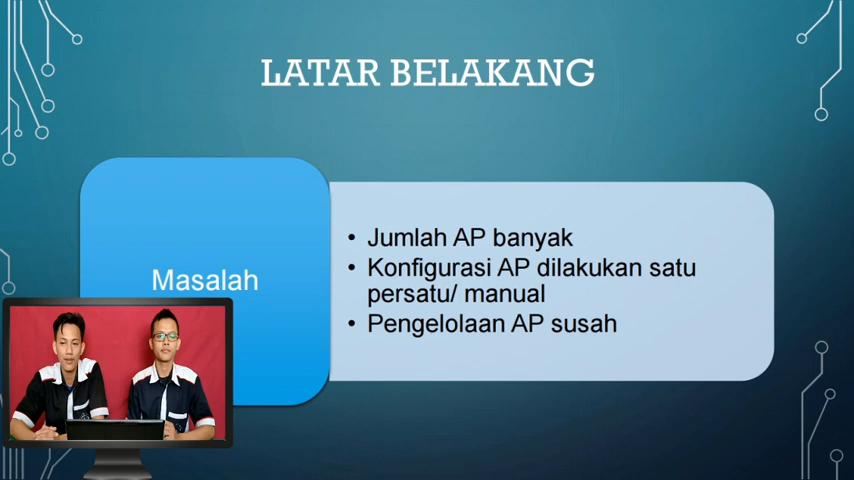 LATAR BELAKANG
Masalah
• Jumlah AP banyak
• Konfigurasi AP dilakukan satu
persatu/ manual
• Pengelolaan AP susah